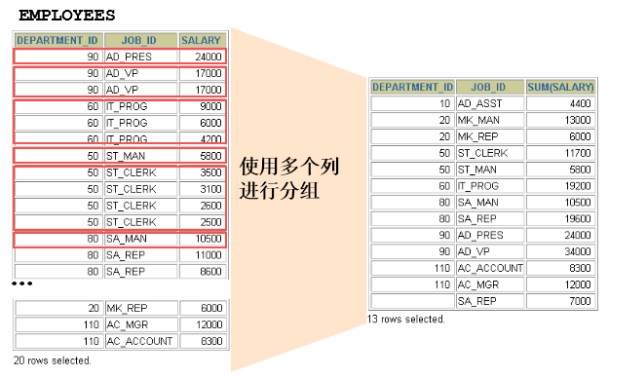 EMPLOYEES
DEPARTMENT_ID JOB_ID SALARY
90 AD_PRES 24000
90 AD_VP 17000
90 AD_VP 17000
60 IT_PROG 9000
60 IT_PROG 6000
60 IT_PROG 4200
50 ST_MAN 5800
50 ST_CLERK 3500
50 ST_CLERK 3100
50 ST_CLERK 2600
50 ST_CLERK 2500
80 SA_MAN 10500
80 SA_REP 11000
80 SA_REP 8600
...
20 MK_REP 6000
110 AC_MGR 12000
110 AC_ACCOUNT 8300
20 rows selected.
使用多个列
进行分组
DEPARTMENT_ID JOB_ID SUM(SALARY)
10 AD_ASST 4400
20 MK_MAN 13000
20 MK_REP 6000
50 ST_CLERK 11700
50 ST_MAN 5800
60 IT_PROG 19200
80 SA_MAN 10500
80 SA_REP 19600
90 AD_PRES 24000
90 AD_VP 34000
110 AC_ACCOUNT 8300
110 AC_MGR 12000
SA_REP 7000
13 rows selected.